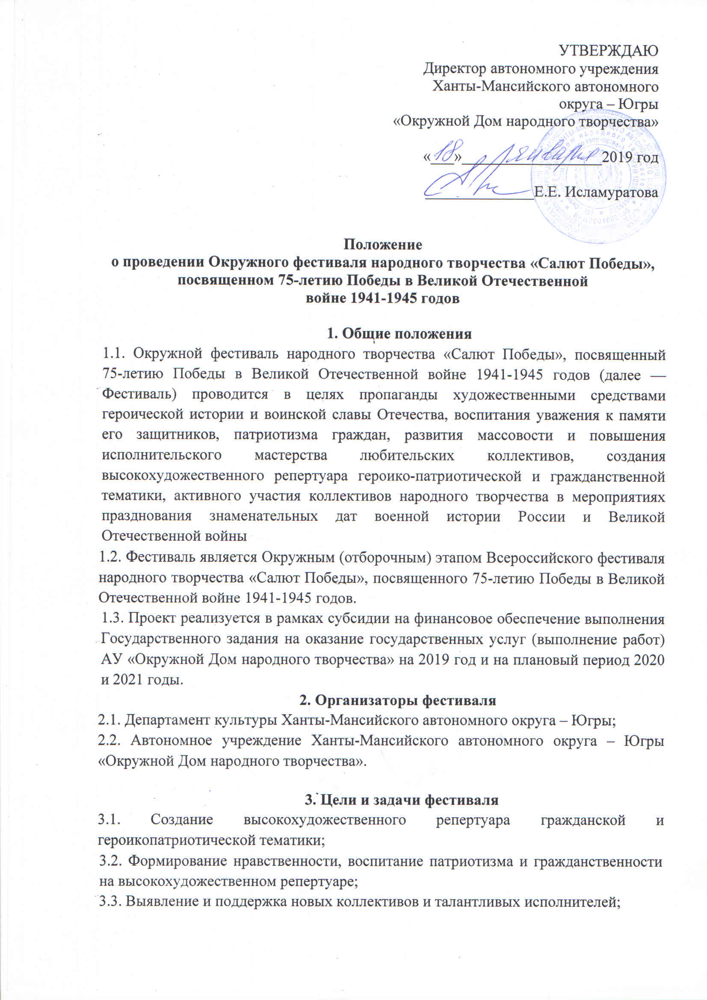 УТВЕРЖДАЮ
Директор автономного учреждения
Ханты-Мансийского автономного
округа – Югры
«Окружной Дом народного творчества»
«18» января 2019 год
Е.Е. Исламуратова
Положение
о проведении Окружного фестиваля народного творчества «Салют Победы»,
посвященном 75-летию Победы в Великой Отечественной
войне 1941-1945 годов
1. Общие положения
1.1. Окружной фестиваль народного творчества «Салют Победы», посвященный
75-летию Победы в Великой Отечественной войне 1941-1945 годов (далее —
Фестиваль) проводится в целях пропаганды художественными средствами
героической истории и воинской славы Отечества, воспитания уважения к памяти
его защитников, патриотизма граждан, развития массовости и повышения
исполнительского мастерства любительских коллективов, создания
высокохудожественного репертуара героико-патриотической и гражданственной
тематики, активного участия коллективов народного творчества в мероприятиях
празднования знаменательных дат военной истории России и Великой
Отечественной войны
1.2. Фестиваль является Окружным (отборочным) этапом Всероссийского фестиваля
народного творчества «Салют Победы», посвященного 75-летию Победы в Великой
Отечественной войне 1941-1945 годов.
1.3. Проект реализуется в рамках субсидии на финансовое обеспечение выполнения
Государственного задания на оказание государственных услуг (выполнение работ)
АУ «Окружной Дом народного творчества» на 2019 год и на плановый период 2020
и 2021 годы.
2. Организаторы фестиваля
2.1. Департамент культуры Ханты-Мансийского автономного округа – Югры;
2.2. Автономное учреждение Ханты-Мансийского автономного округа – Югры
«Окружной Дом народного творчества».
3. Цели и задачи фестиваля
3.1. Создание высокохудожественного репертуара гражданской и
героикопатриотической тематики;
3.2. Формирование нравственности, воспитание патриотизма и гражданственности
на высокохудожественном репертуаре;
3.3. Выявление и поддержка новых коллективов и талантливых исполнителей;